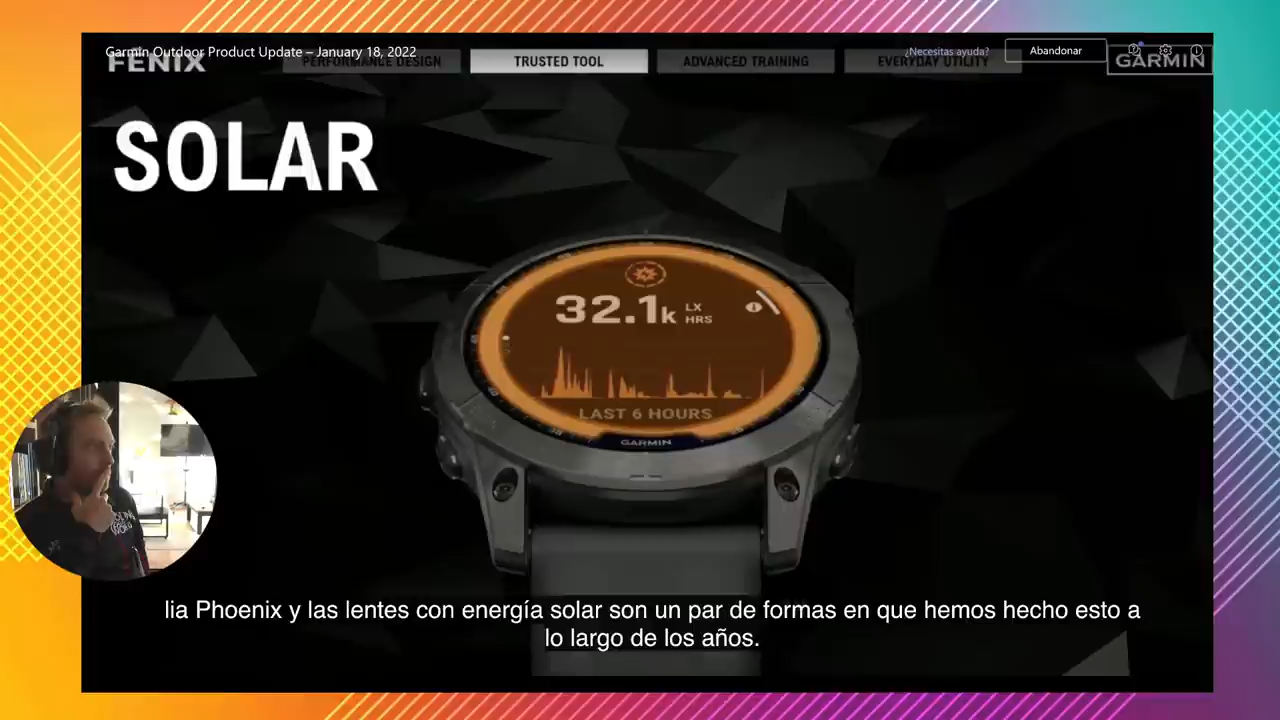 Garmin Outdoor Product Update – January 18, 2022
¿Necesitas ayuda?
Abandonar
FENIX
PERFORMANCE DESIGN
TRUSTED TOOL
ADVANCED TRAINING
EVERYDAY UTILITY
GARMIN
SOLAR
32.1k LX HRS
LAST 6 HOURS
GARMIN
lia Phoenix y las lentes con energía solar son un par de formas en que hemos hecho esto a
lo largo de los años.